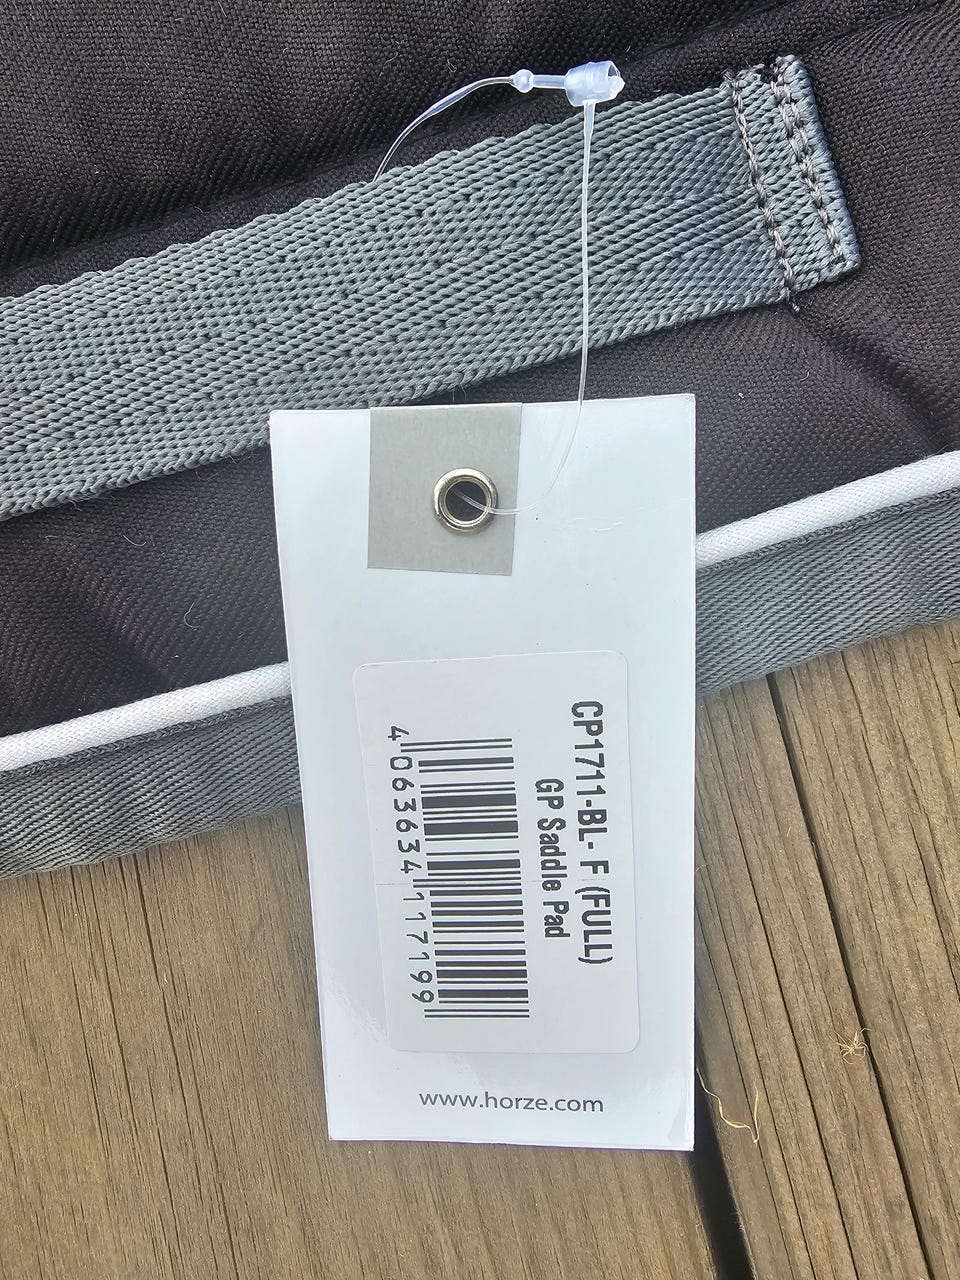 CP1711-BL- F (FULL)
GP Saddle Pad
4 063634 117199
www.horze.com